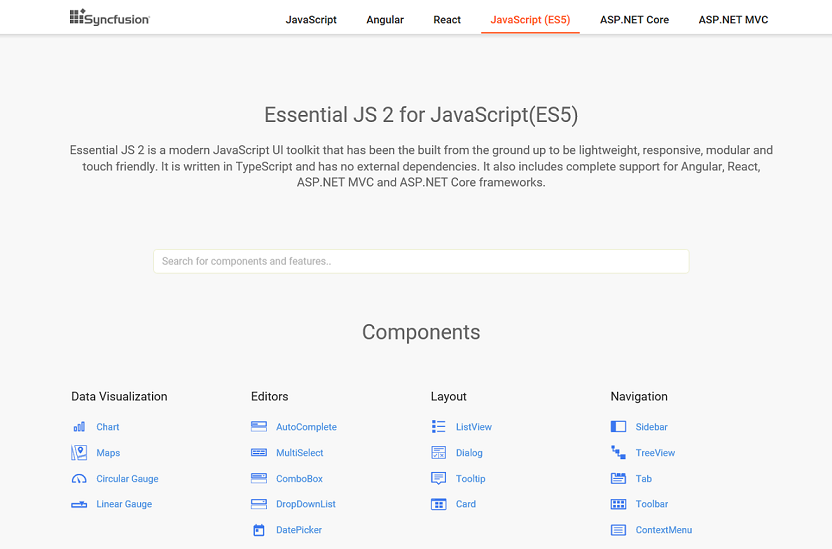 Syncfusion
JavaScript Angular React JavaScript (ES5) ASP.NET Core ASP.NET MVC
Essential JS 2 for JavaScript(ES5)
Essential JS 2 is a modern JavaScript UI toolkit that has been the built from the ground up to be lightweight, responsive, modular and
touch friendly. It is written in TypeScript and has no external dependencies. It also includes complete support for Angular, React,
ASP.NET MVC and ASP.NET Core frameworks.
Search for components and features..
Components
Data Visualization
Chart
Maps
Circular Gauge
Linear Gauge
Editors
AutoComplete
MultiSelect
ComboBox
DropDownList
DatePicker
Layout
ListView
Dialog
Tooltip
Card
Navigation
Sidebar
TreeView
Tab
Toolbar
ContextMenu